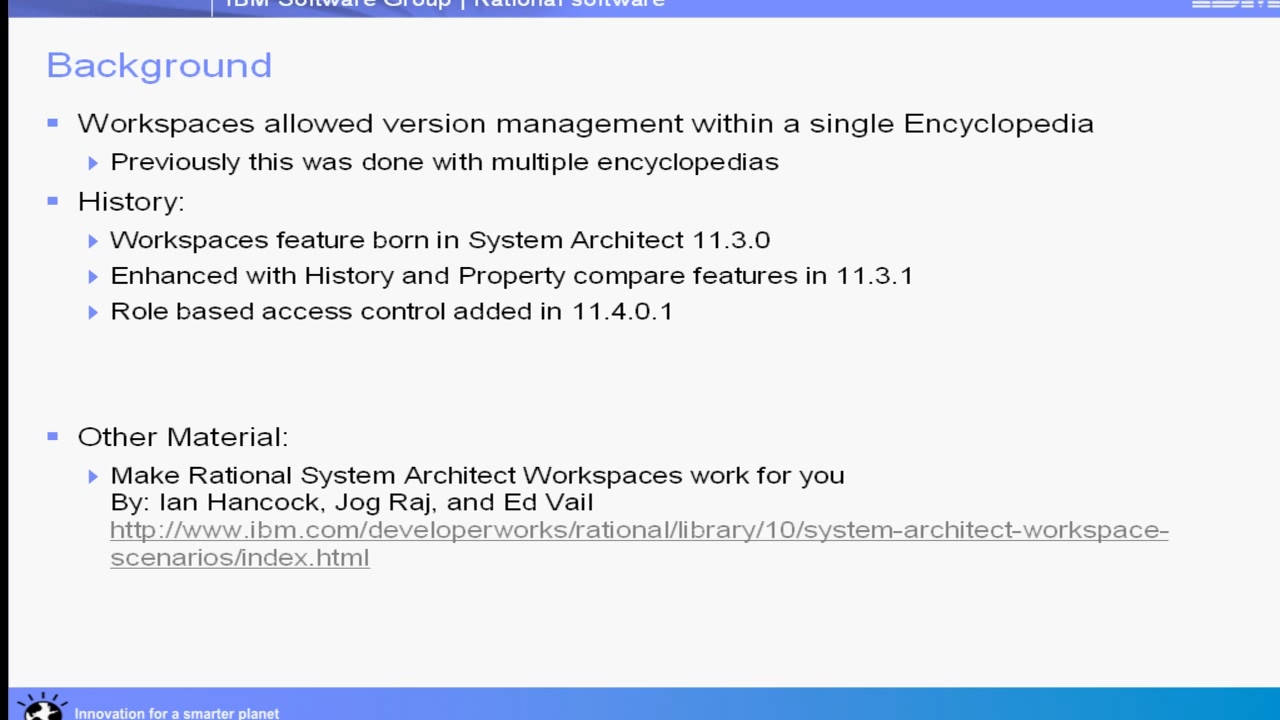 IBM Software Group | Rational software
IBM
Background
Workspaces allowed version management within a single Encyclopedia
Previously this was done with multiple encyclopedias
History:
Workspaces feature born in System Architect 11.3.0
Enhanced with History and Property compare features in 11.3.1
Role based access control added in 11.4.0.1
Other Material:
Make Rational System Architect Workspaces work for you
By: Ian Hancock, Jog Raj, and Ed Vail
http://www.ibm.com/developerworks/rational/library/10/system-architect-workspace-
scenarios/index.html
Innovation for a smarter planet